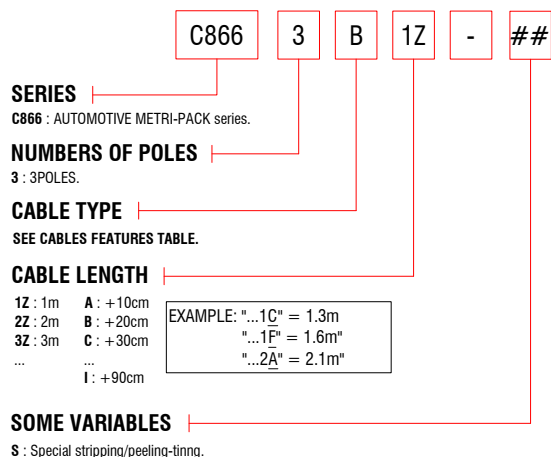 C866 3 B 1Z - ##
SERIES
C866 : AUTOMOTIVE METRI-PACK series.
NUMBERS OF POLES
3 : 3POLES.
CABLE TYPE
SEE CABLES FEATURES TABLE.
CABLE LENGTH
1Z : 1m A : +10cm
2Z : 2m B : +20cm
3Z : 3m C : +30cm
... ...
I : +90cm
EXAMPLE: "...1C" = 1.3m
"...1F" = 1.6m"
"...2A" = 2.1m"
SOME VARIABLES
S : Special stripping/peeling-tinng.